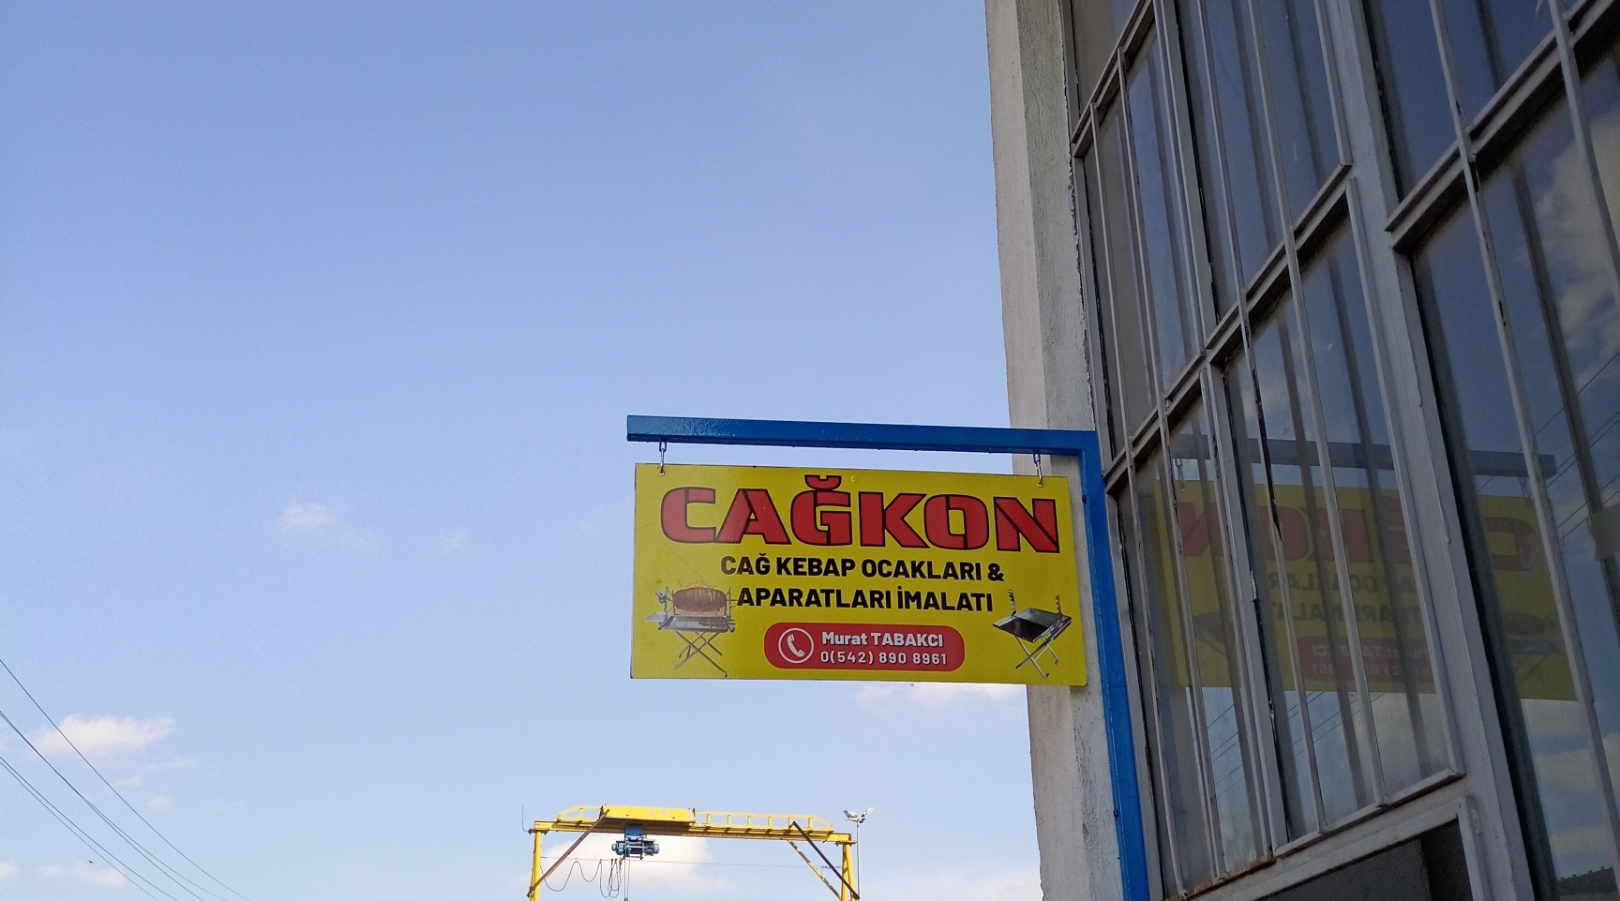 CAĞKON
CAĞ KEBAP OCAKLARI &
APARATLARI İMALATI
Murat TABAKCI
0(542) 890 8961